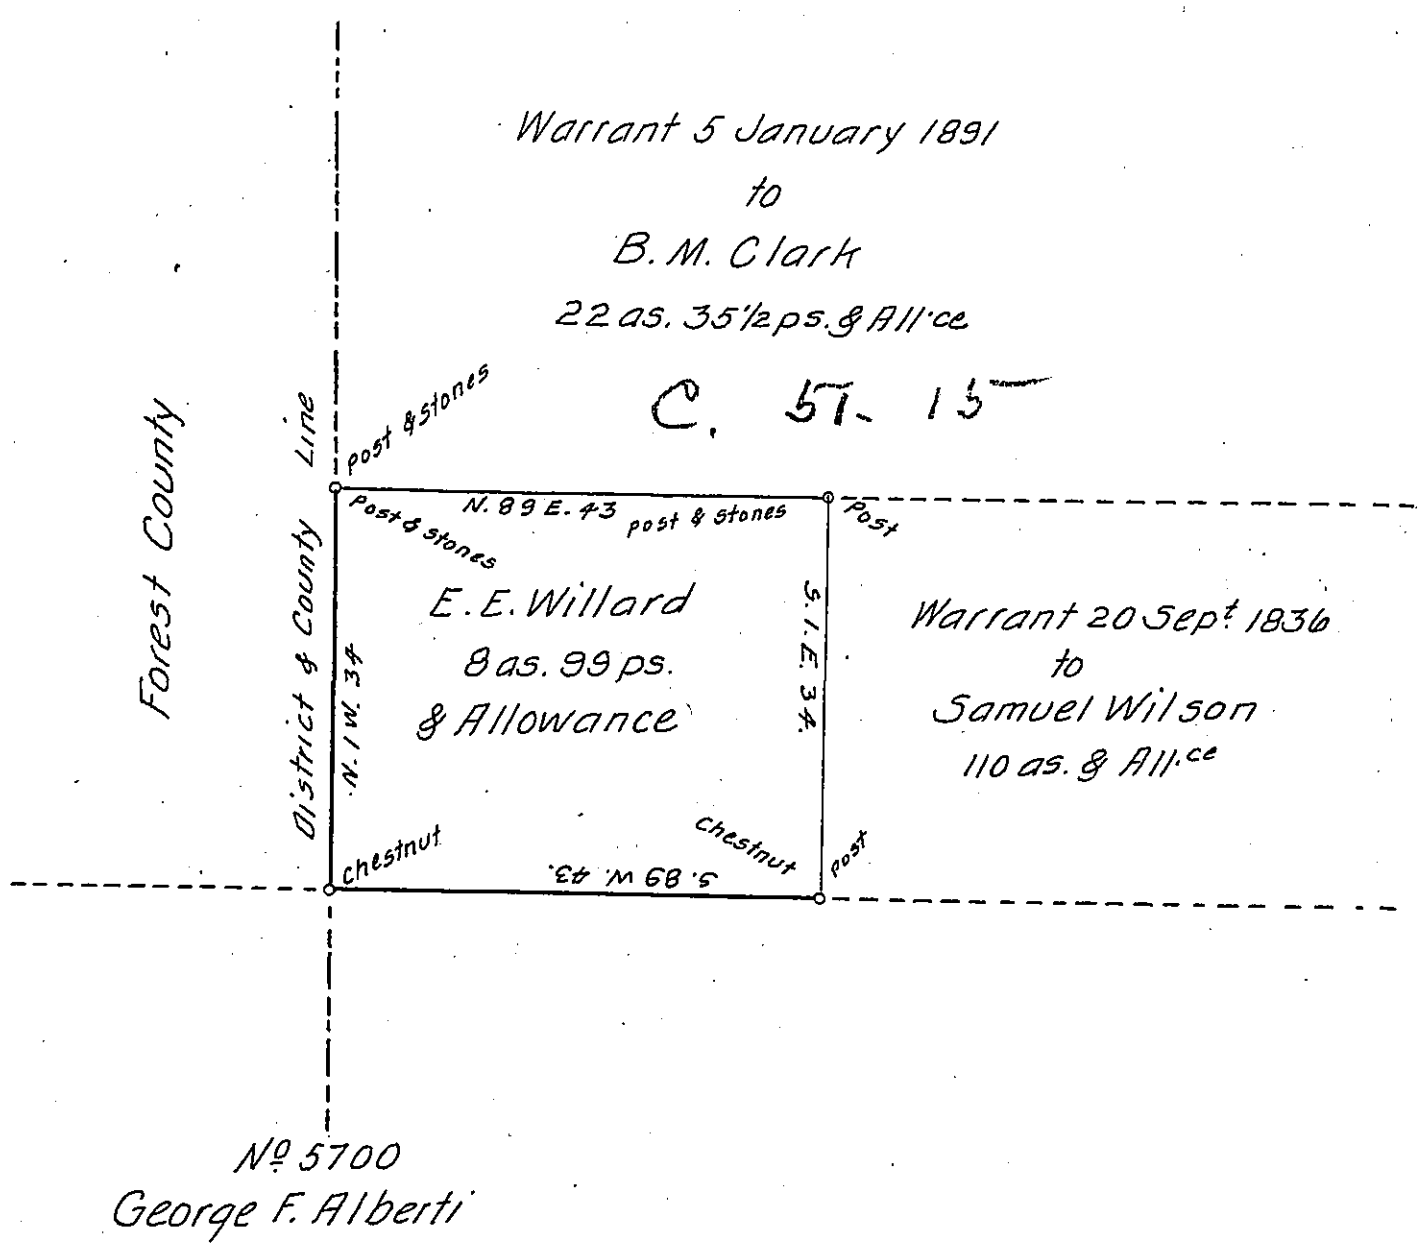 Warrant 5 January 1891
to
B. M. Clark
22 as. 35 1/2 ps. & All.ce
C. 51. 15
Forest County
District & County Line
post & stones
post & stones
N. 89 E. 43
post & stones
Post
E. E. Willard
8 as. 99 ps.
& Allowance
N. 1 W. 34
S. 1. E. 34.
Warrant 20 Sept. 1836
to
Samuel Wilson
110 as. & All.ce
chestnut
chestnut
post
S. 89 W. 43.
No 5700
George F. Alberti